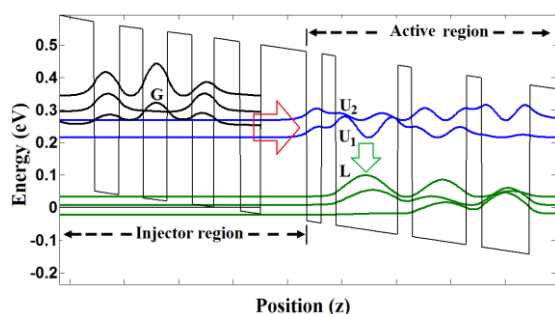 Active region
0.5
0.4
G
U2
0.3
0.2
U1
L
0.1
0
Injector region
-0.1
-0.2
Energy (eV)
Position (z)